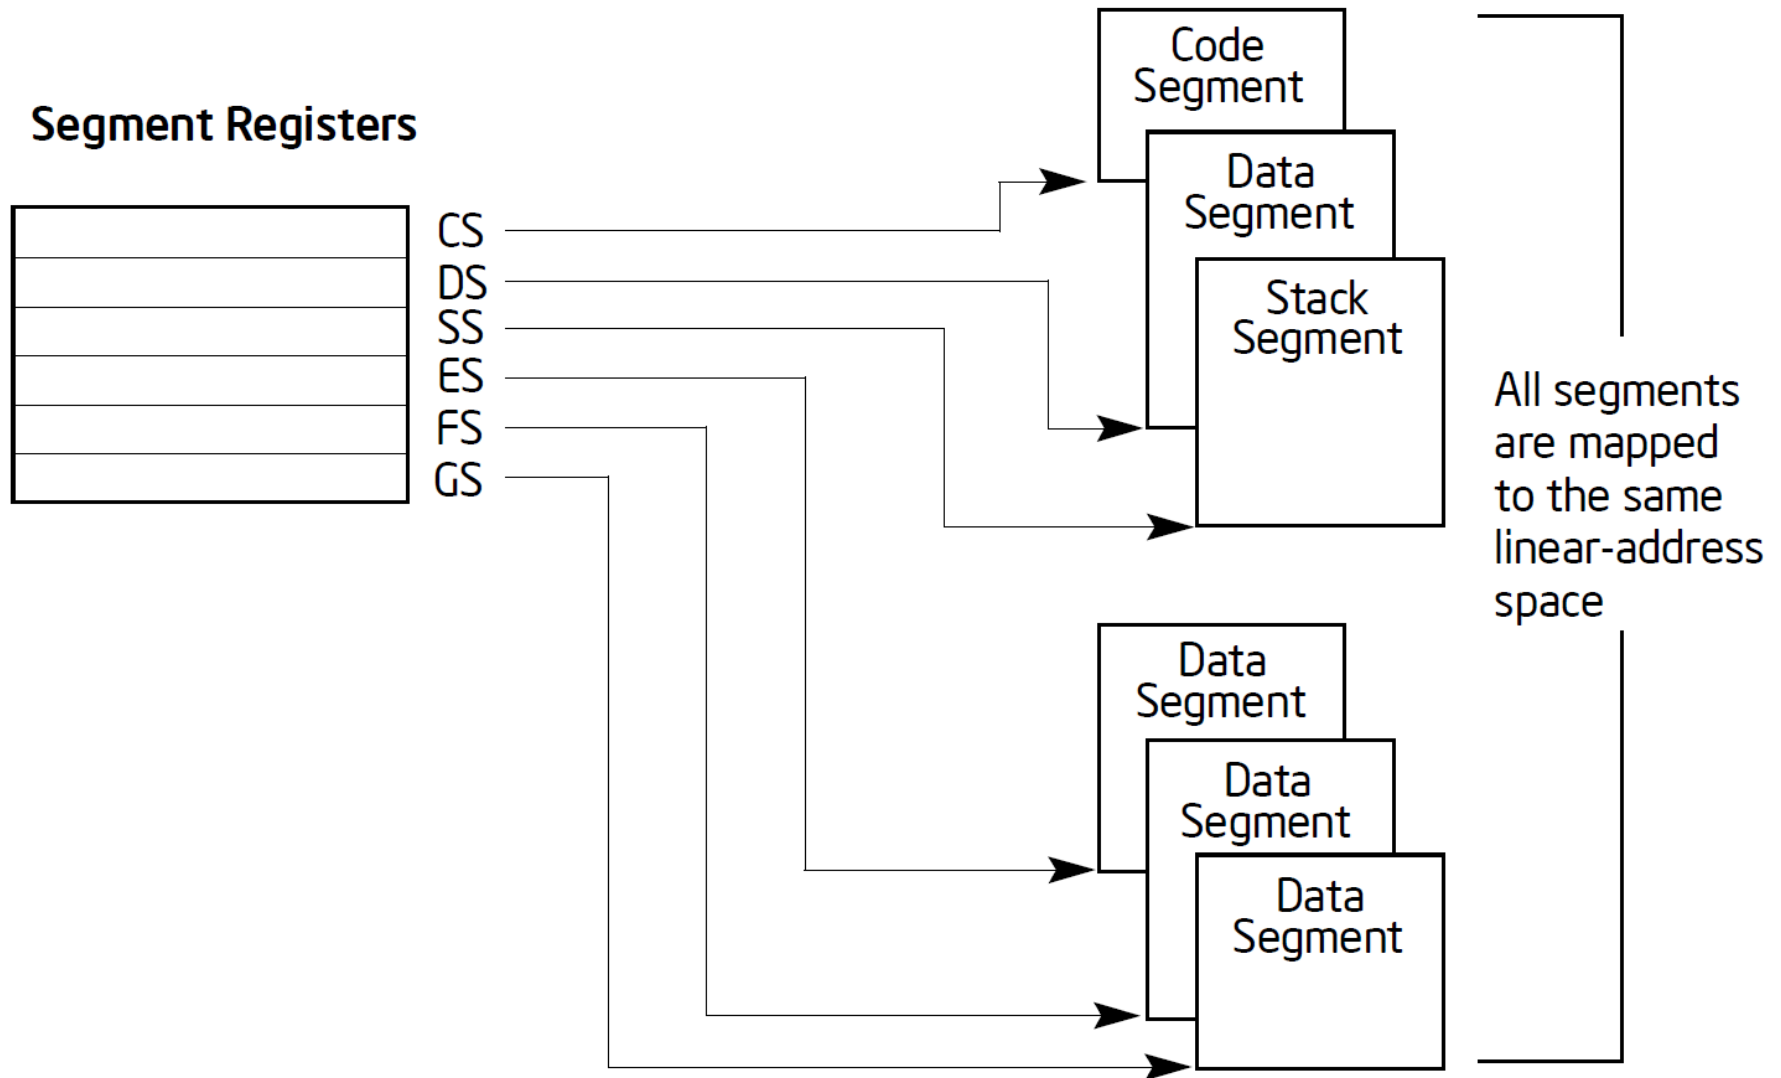 Segment Registers
CS
DS
SS
ES
FS
GS
Code
Segment
Data
Segment
Stack
Segment
Data
Segment
Data
Segment
Data
Segment
All segments
are mapped
to the same
linear-address
space